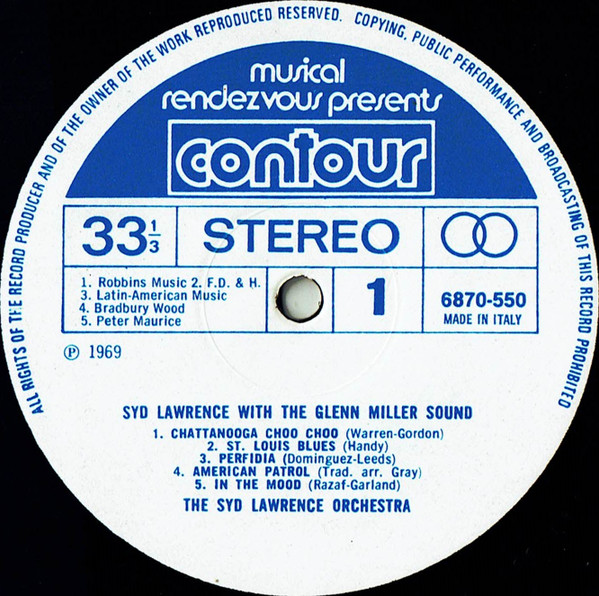 ALL RIGHTS OF THE RECORD PRODUCER AND OF THE OWNER OF THE WORK REPRODUCED RESERVED. COPYING, PUBLIC PERFORMANCE AND BROADCASTING OF THIS RECORD PROHIBITED
musical
rendezvous presents
contour
33 1/3 STEREO
1. Robbins Music 2. F.D. & H.
3. Latin-American Music
4. Bradbury Wood
5. Peter Maurice
1
6870-550
MADE IN ITALY
Ⓟ 1969
SYD LAWRENCE WITH THE GLENN MILLER SOUND
1. CHATTANOOGA CHOO CHOO (Warren-Gordon)
2. ST. LOUIS BLUES (Handy)
3. PERFIDIA (Dominguez-Leeds)
4. AMERICAN PATROL (Trad. arr. Gray)
5. IN THE MOOD (Razaf-Garland)
THE SYD LAWRENCE ORCHESTRA